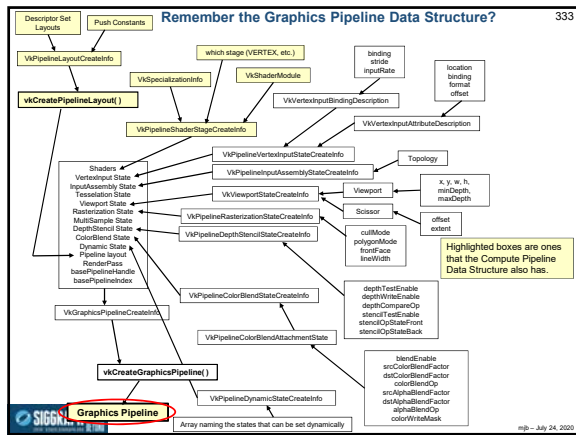 Remember the Graphics Pipeline Data Structure?
333
Descriptor Set
Layouts
Push Constants
VkPipelineLayoutCreateInfo
vkCreatePipelineLayout( )
which stage (VERTEX, etc.)
VkSpecializationInfo
VkShaderModule
VkPipelineShaderStageCreateInfo
binding
stride
inputRate
location
binding
format
offset
VkVertexInputBindingDescription
VkVertexInputAttributeDescription
VkPipelineVertexInputStateCreateInfo
VkPipelineInputAssemblyStateCreateInfo
Topology
Shaders
VertexInput State
InputAssembly State
Tesselation State
Viewport State
Rasterization State
MultiSample State
DepthStencil State
ColorBlend State
Dynamic State
Pipeline layout
RenderPass
basePipelineHandle
basePipelineIndex
VkViewportStateCreateInfo
Viewport
x, y, w, h,
minDepth,
maxDepth
Scissor
offset
extent
VkPipelineRasterizationStateCreateInfo
cullMode
polygonMode
frontFace
lineWidth
VkPipelineDepthStencilStateCreateInfo
Highlighted boxes are ones
that the Compute Pipeline
Data Structure also has.
depthTestEnable
depthWriteEnable
depthCompareOp
stencilTestEnable
stencilOpStateFront
stencilOpStateBack
VkPipelineColorBlendStateCreateInfo
VkGraphicsPipelineCreateInfo
VkPipelineColorBlendAttachmentState
blendEnable
srcColorBlendFactor
dstColorBlendFactor
colorBlendOp
srcAlphaBlendFactor
dstAlphaBlendFactor
alphaBlendOp
colorWriteMask
vkCreateGraphicsPipeline( )
VkPipelineDynamicStateCreateInfo
Graphics Pipeline
Array naming the states that can be set dynamically
SIGGRAPH
mjb – July 24, 2020